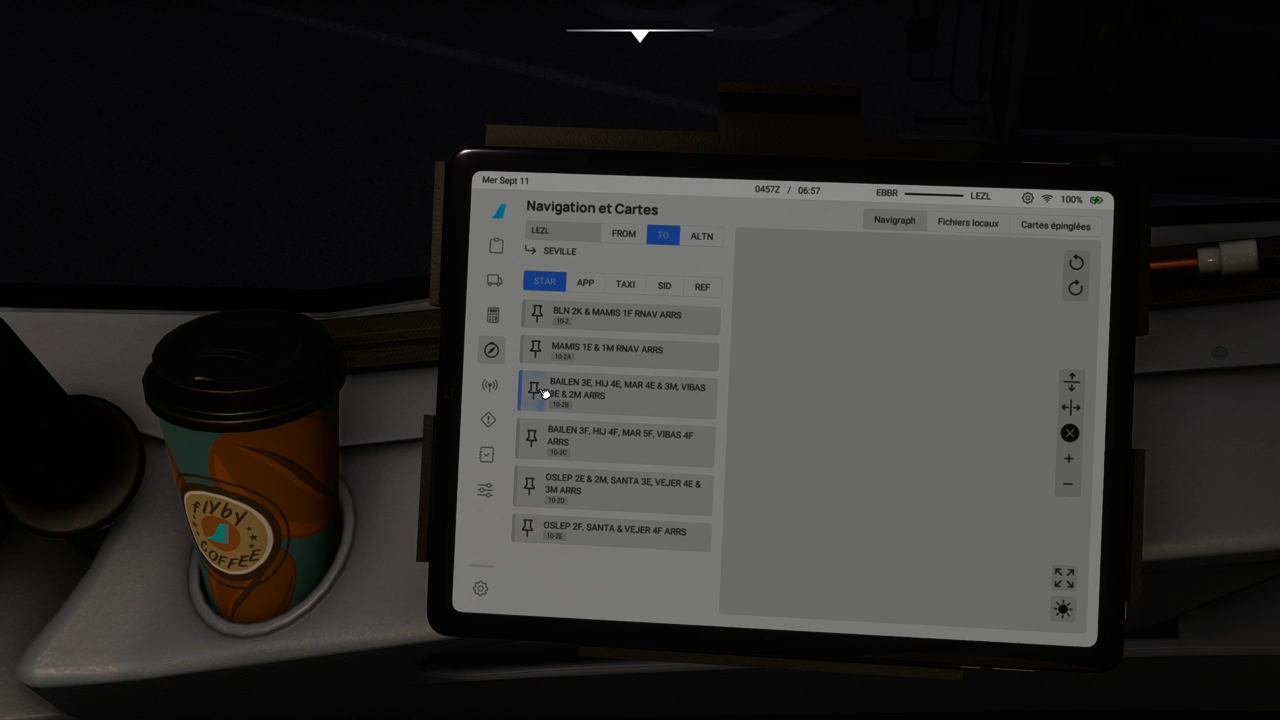 Mer Sept 11
0457Z / 06:57
EBBR
LEZL
100%
Navigation et Cartes
Navigraph
Fichiers locaux
Cartes épinglées
LEZL
FROM
TO
ALTN
SEVILLE
STAR
APP
TAXI
SID
REF
BLN 2K & MAMIS 1F RNAV ARRS
10-2
MAMIS 1E & 1M RNAV ARRS
10-2A
BAILEN 3E, HIJ 4E, MAR 4E & 3M, VIBAS
3E & 2M ARRS
10-2B
BAILEN 3F, HIJ 4F, MAR 5F, VIBAS 4F
ARRS
10-2C
OSLEP 2E & 2M, SANTA 3E, VEJER 4E &
3M ARRS
10-2D
OSLEP 2F, SANTA & VEJER 4F ARRS
10-2E
flyby
COFFEE